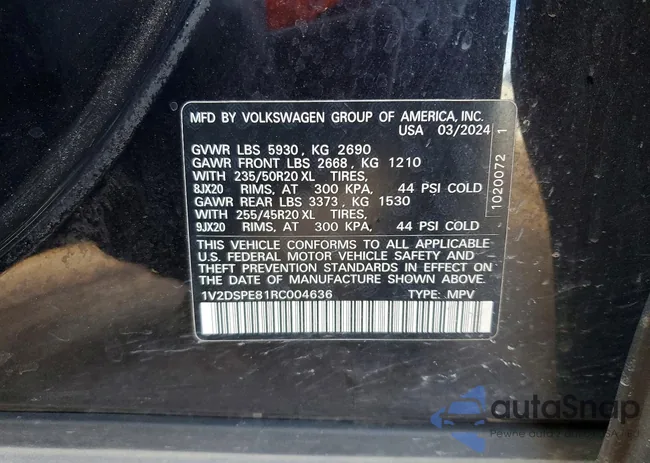 MFD BY VOLKSWAGEN GROUP OF AMERICA, INC.
USA 03/2024
GVWR LBS 5930, KG 2690
GAWR FRONT LBS 2668, KG 1210
WITH 235/50R20 XL TIRES,
8JX20 RIMS, AT 300 KPA, 44 PSI COLD
GAWR REAR LBS 3373, KG 1530
WITH 255/45R20 XL TIRES,
9JX20 RIMS, AT 300 KPA, 44 PSI COLD
THIS VEHICLE CONFORMS TO ALL APPLICABLE
U.S. FEDERAL MOTOR VEHICLE SAFETY AND
THEFT PREVENTION STANDARDS IN EFFECT ON
THE DATE OF MANUFACTURE SHOWN ABOVE.
1V2DSPE81RC004636 TYPE: MPV
1020072 1
autoSnap
Pewne auto z